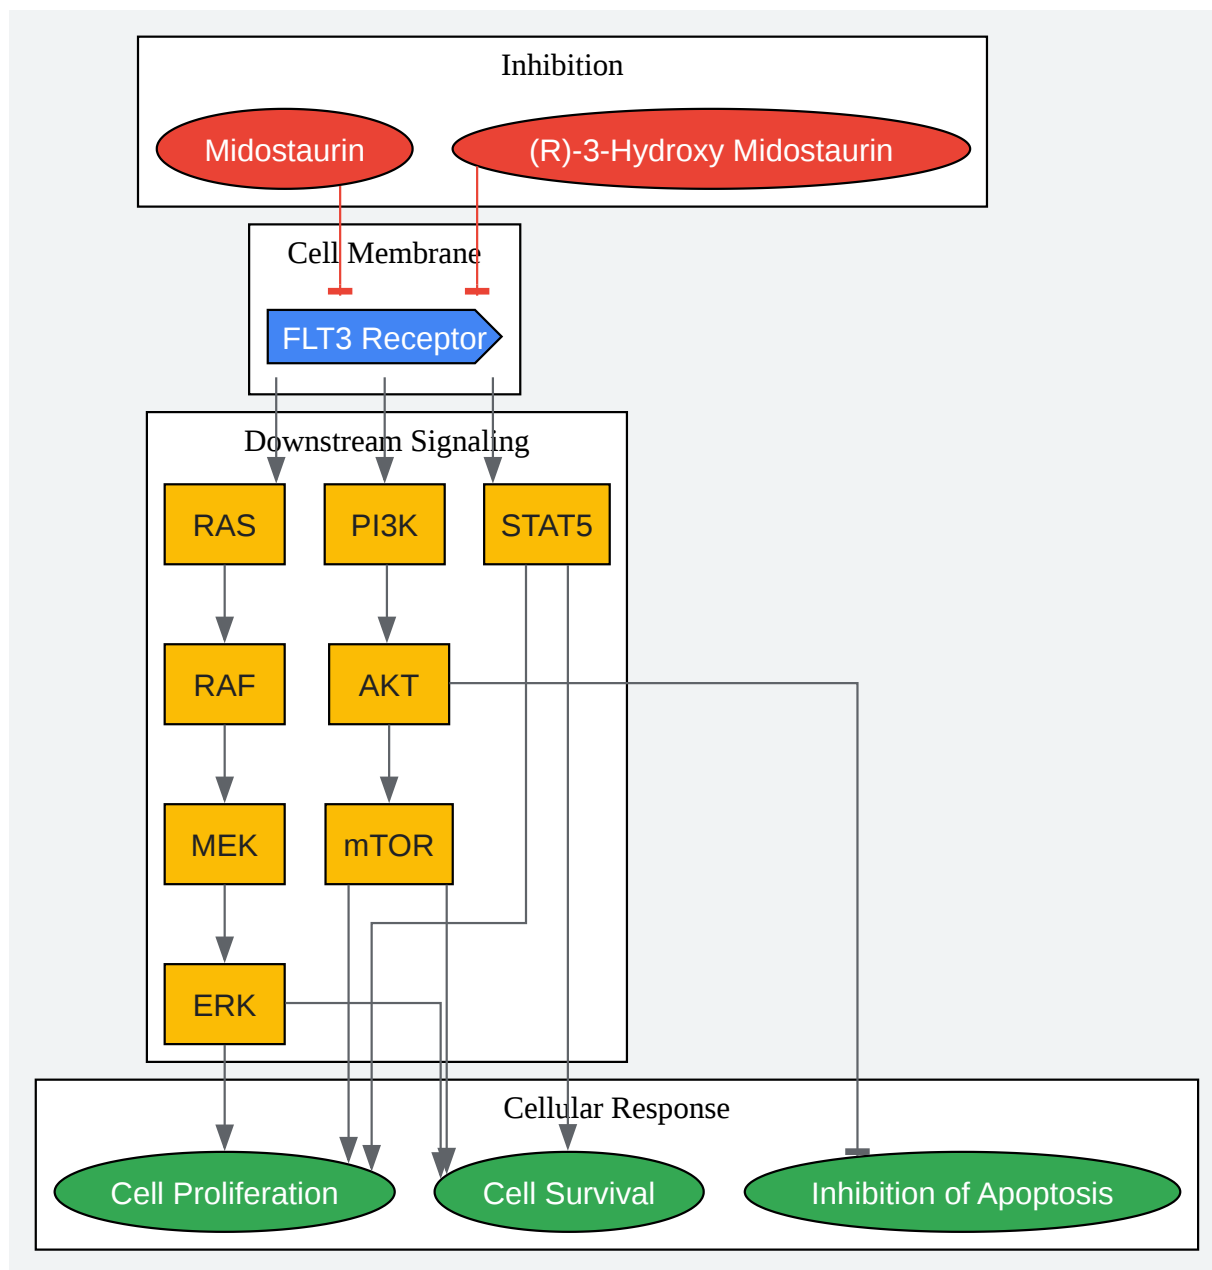 Inhibition
Midostaurin
(R)-3-Hydroxy Midostaurin
Cell Membrane
FLT3 Receptor
Downstream Signaling
RAS
PI3K
STAT5
RAF
AKT
MEK
mTOR
ERK
Cellular Response
Cell Proliferation
Cell Survival
Inhibition of Apoptosis